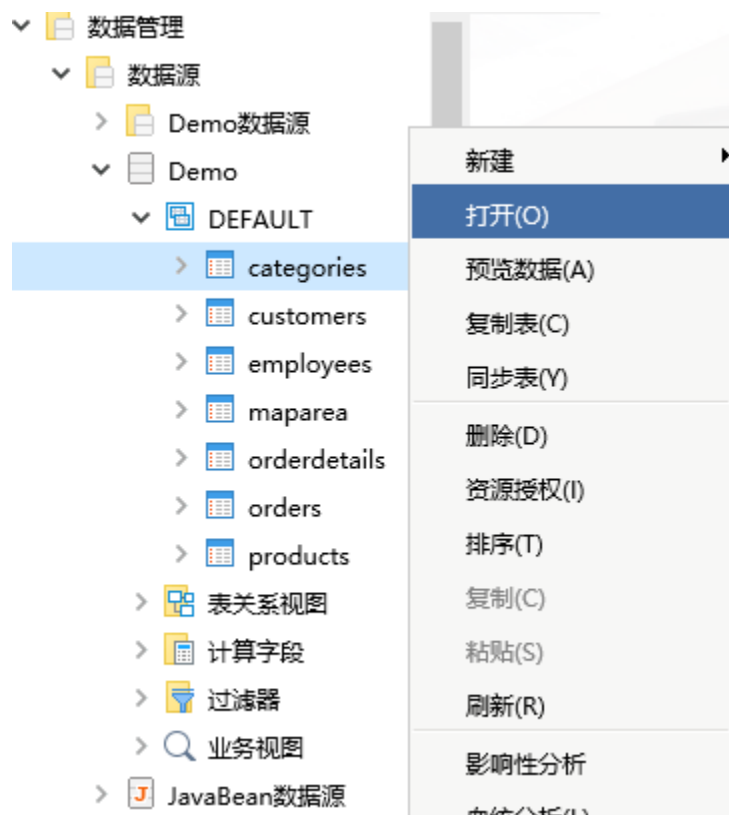 数据管理
数据源
Demo数据源
Demo
DEFAULT
categories
customers
employees
maparea
orderdetails
orders
products
表关系视图
计算字段
过滤器
业务视图
JavaBean数据源
新建
打开(O)
预览数据(A)
复制表(C)
同步表(Y)
删除(D)
资源授权(I)
排序(T)
复制(C)
粘贴(S)
刷新(R)
影响性分析